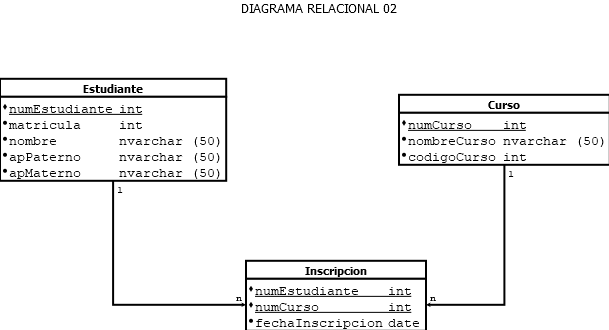 DIAGRAMA RELACIONAL 02
Estudiante
numEstudiante int
matricula int
nombre nvarchar (50)
apPaterno nvarchar (50)
apMaterno nvarchar (50)
1
Curso
numCurso int
nombreCurso nvarchar (50)
codigoCurso int
1
Inscripcion
n
numEstudiante int
n
numCurso int
fechaInscripcion date